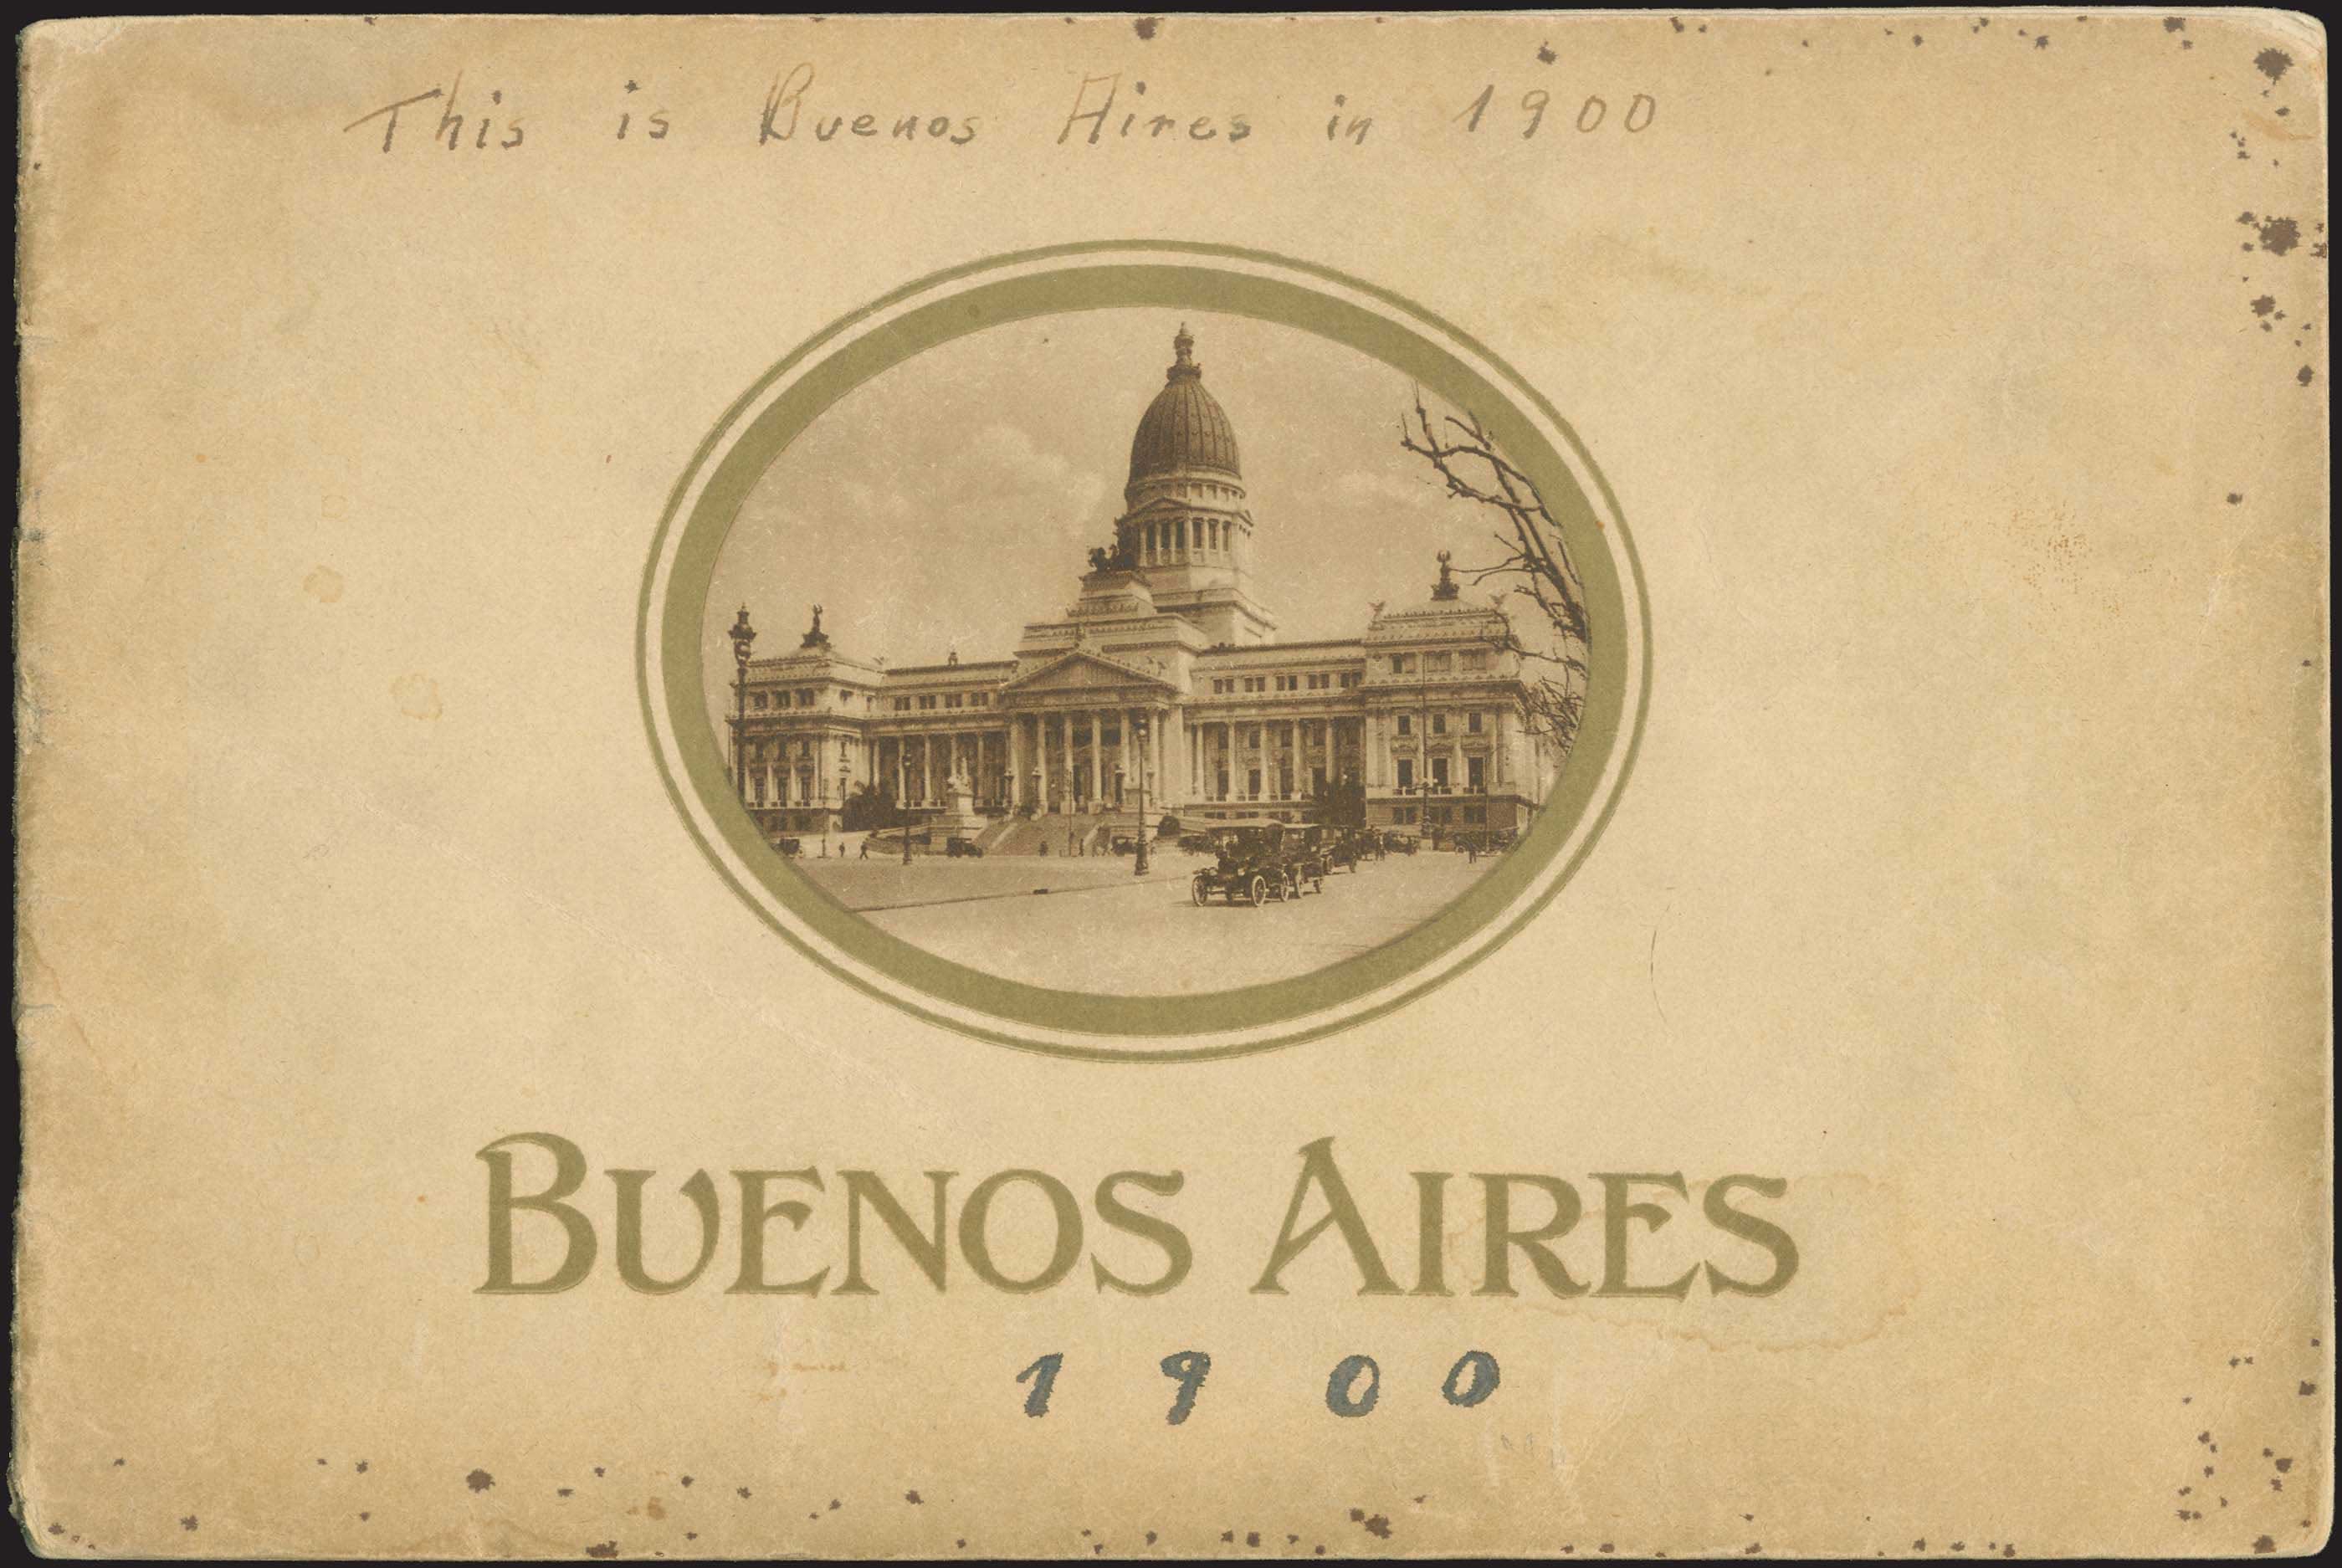 This is Buenos Aires in 1900
BUENOS AIRES
1900